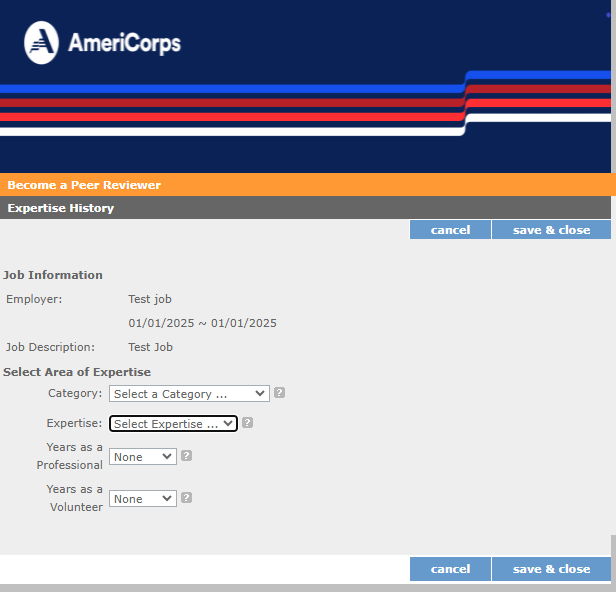 AmeriCorps
Become a Peer Reviewer
Expertise History
cancel save & close
Job Information
Employer: Test job
01/01/2025 ~ 01/01/2025
Job Description: Test Job
Select Area of Expertise
Category: Select a Category ... ?
Expertise: Select Expertise ... ?
Years as a
Professional None ?
Years as a
Volunteer None ?
cancel save & close